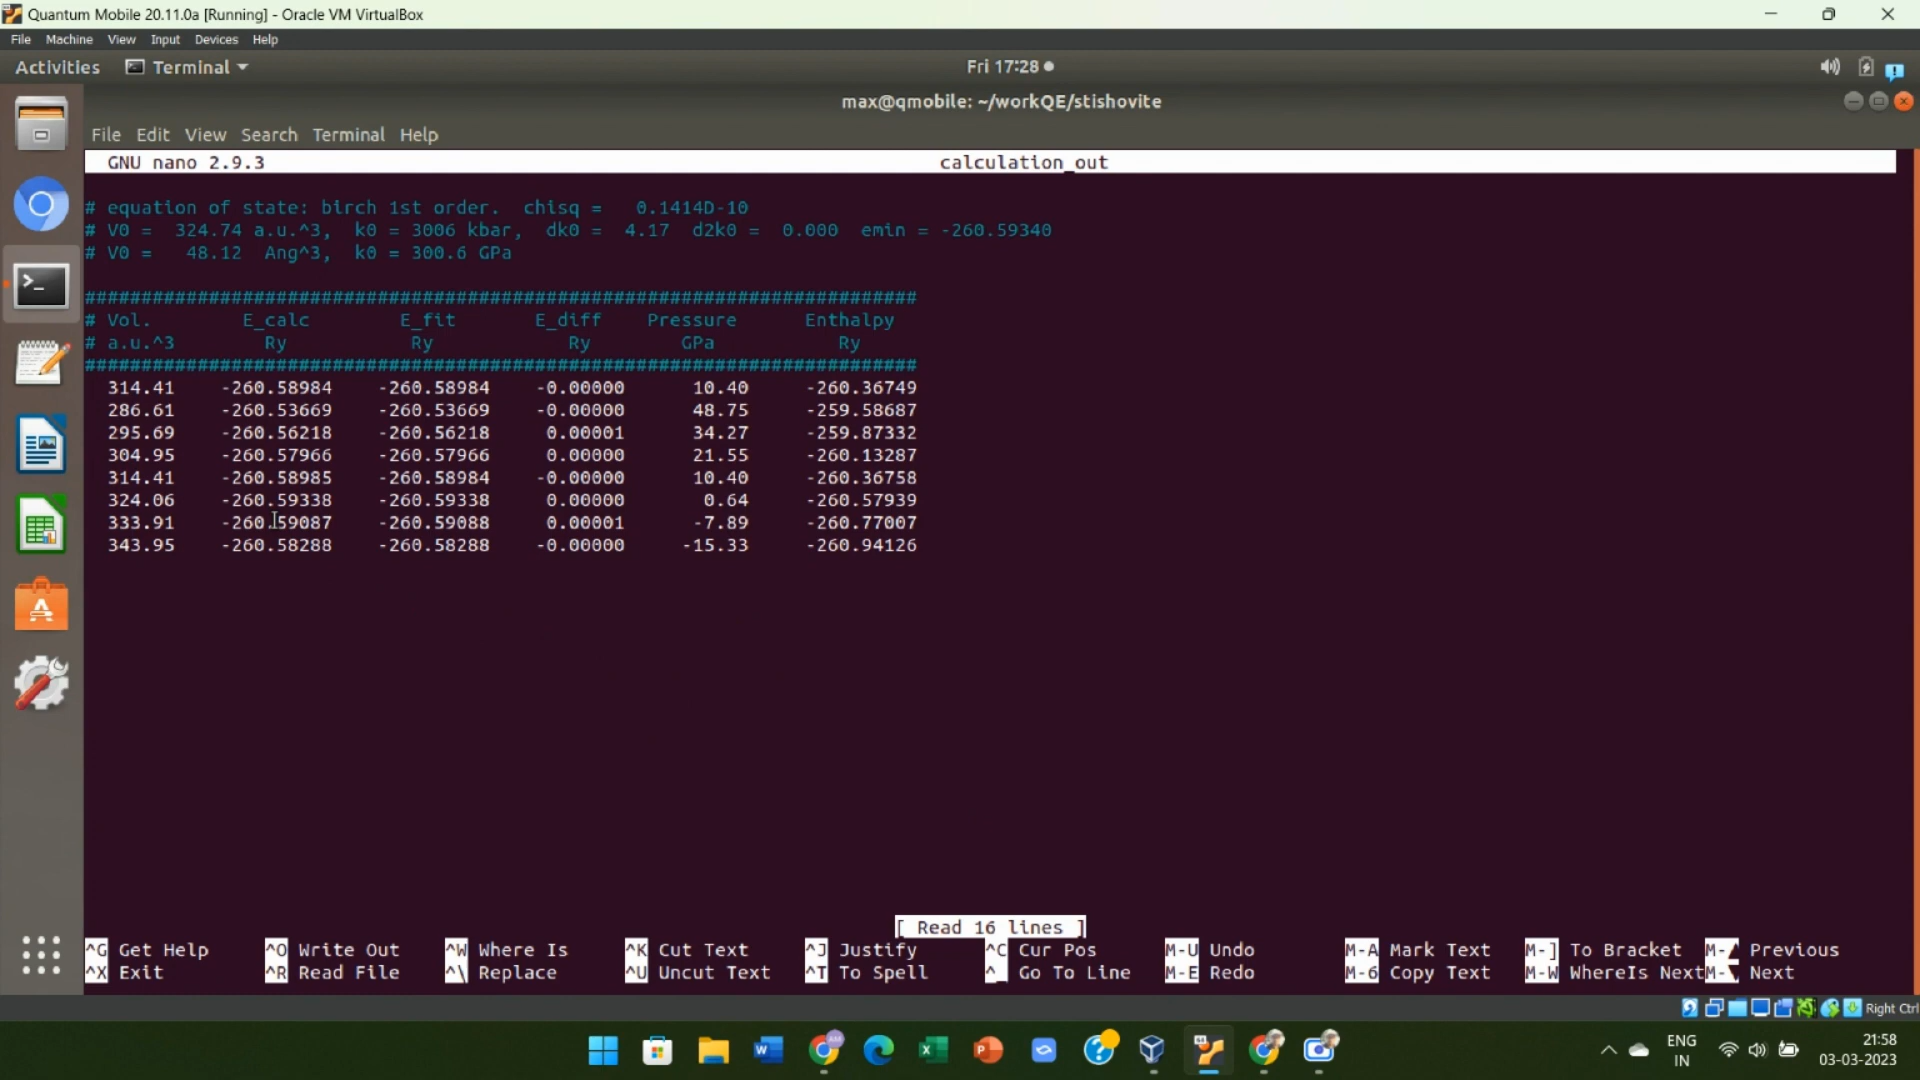 Quantum Mobile 20.11.0a [Running] - Oracle VM VirtualBox
File Machine View Input Devices Help
Activities Terminal Fri 17:28
max@qmobile: ~/workQE/stishovite
File Edit View Search Terminal Help
GNU nano 2.9.3 calculation_out
# equation of state: birch 1st order. chisq = 0.1414D-10
# V0 = 324.74 a.u.^3, k0 = 3006 kbar, dk0 = 4.17 d2k0 = 0.000 emin = -260.59340
# V0 = 48.12 Ang^3, k0 = 300.6 GPa
##########################################################################
# Vol. E_calc E_fit E_diff Pressure Enthalpy
# a.u.^3 Ry Ry Ry GPa Ry
##########################################################################
314.41 -260.58984 -260.58984 -0.00000 10.40 -260.36749
286.61 -260.53669 -260.53669 -0.00000 48.75 -259.58687
295.69 -260.56218 -260.56218 0.00001 34.27 -259.87332
304.95 -260.57966 -260.57966 0.00000 21.55 -260.13287
314.41 -260.58985 -260.58984 -0.00000 10.40 -260.36758
324.06 -260.59338 -260.59338 0.00000 0.64 -260.57939
333.91 -260.59087 -260.59088 0.00001 -7.89 -260.77007
343.95 -260.58288 -260.58288 -0.00000 -15.33 -260.94126
[ Read 16 lines ]
^G Get Help ^O Write Out ^W Where Is ^K Cut Text ^J Justify ^C Cur Pos M-U Undo M-A Mark Text M-] To Bracket M-▲ Previous
^X Exit ^R Read File ^\ Replace ^U Uncut Text ^T To Spell ^_ Go To Line M-E Redo M-6 Copy Text M-W WhereIs Next M-▼ Next
Right Ctrl
ENG 21:58
IN 03-03-2023